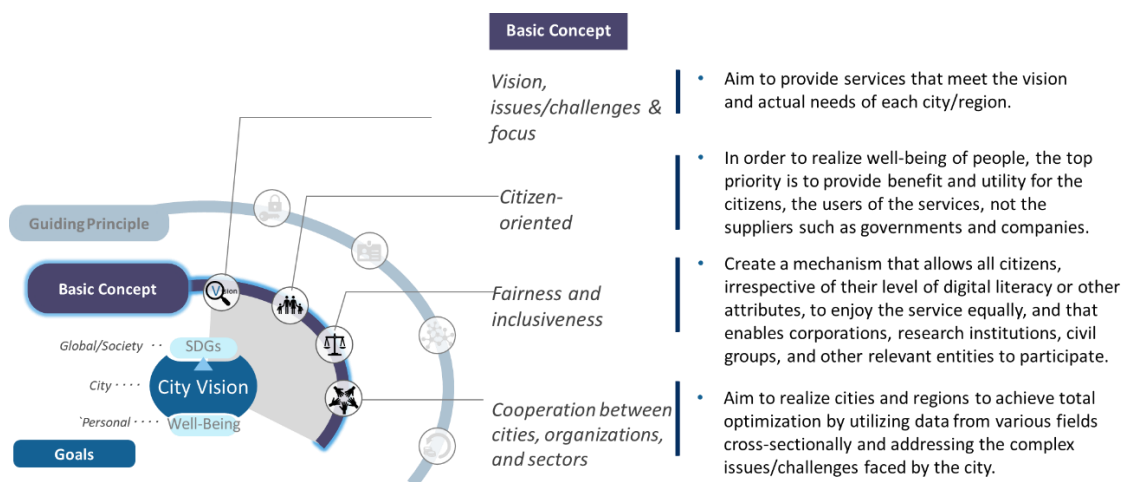 Basic Concept
Vision,
issues/challenges &
focus
• Aim to provide services that meet the vision
and actual needs of each city/region.
Citizen-
oriented
• In order to realize well-being of people, the top
priority is to provide benefit and utility for the
citizens, the users of the services, not the
suppliers such as governments and companies.
Fairness and
inclusiveness
• Create a mechanism that allows all citizens,
irrespective of their level of digital literacy or other
attributes, to enjoy the service equally, and that
enables corporations, research institutions, civil
groups, and other relevant entities to participate.
Cooperation between
cities, organizations,
and sectors
• Aim to realize cities and regions to achieve total
optimization by utilizing data from various fields
cross-sectionally and addressing the complex
issues/challenges faced by the city.
Guiding Principle
Basic Concept
Vision
Global/Society ··
SDGs
City ····
City Vision
`Personal ····
Well-Being
Goals